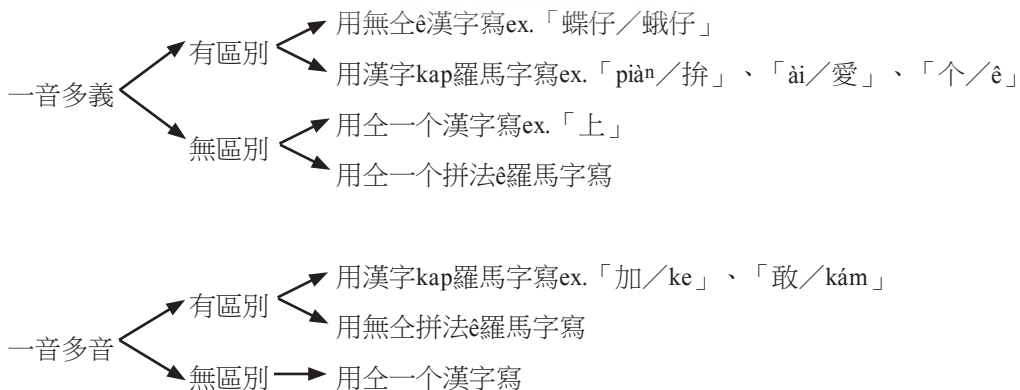 用無仝ê漢字寫ex.「蝶仔／蛾仔」
有區別
用漢字kap羅馬字寫ex.「piàⁿ／拚」、「ài／愛」、「个／ê」
一音多義
用仝一个漢字寫ex.「上」
無區別
用仝一个拼法ê羅馬字寫
用漢字kap羅馬字寫ex.「加／ke」、「敢／kám」
有區別
用無仝拼法ê羅馬字寫
一音多音
無區別
用仝一个漢字寫